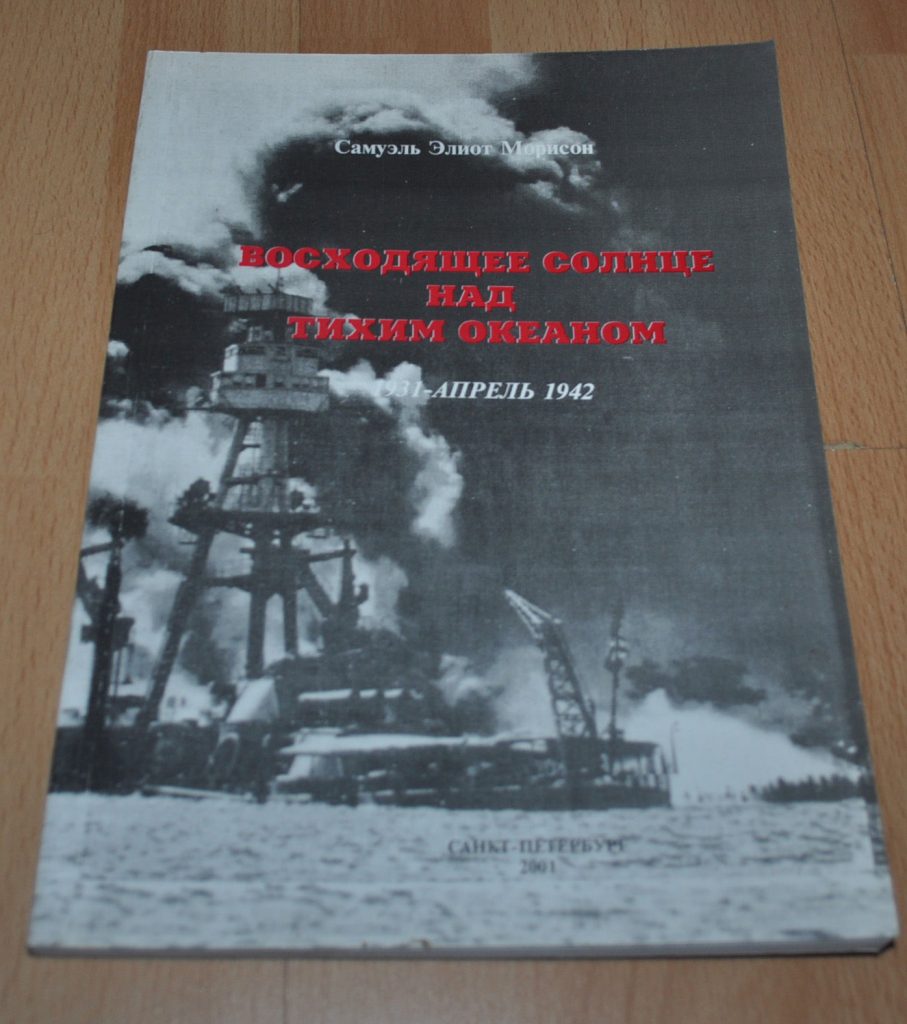 Самуэль Элиот Морисон
ВОСХОДЯЩЕЕ СОЛНЦЕ
НАД
ТИХИМ ОКЕАНОМ
1931-АПРЕЛЬ 1942
САНКТ-ПЕТЕРБУРГ
2001